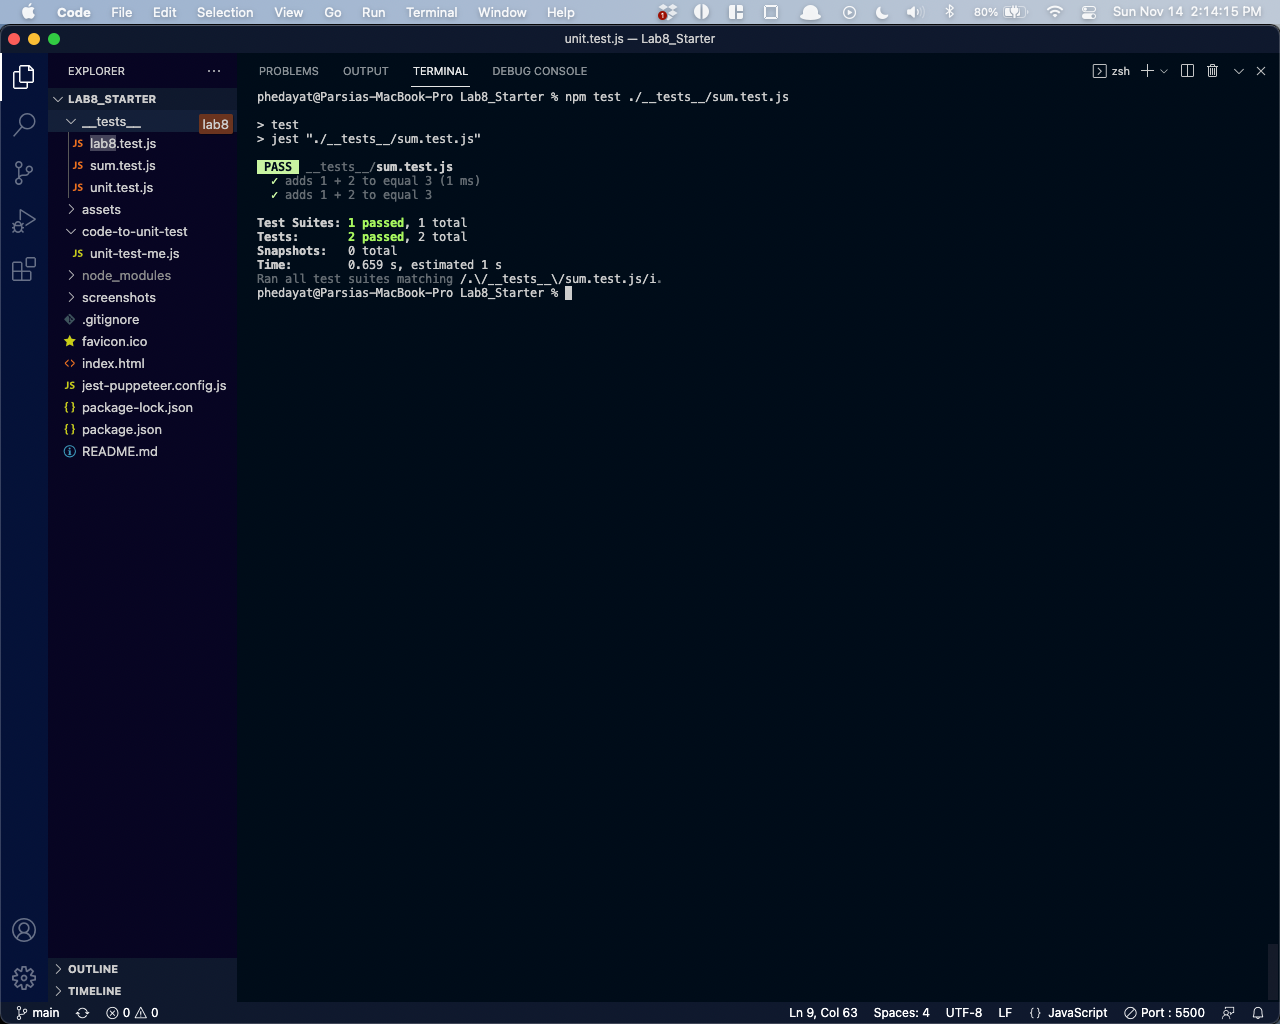 Code File Edit Selection View Go Run Terminal Window Help 1 80% Sun Nov 14 2:14:15 PM
unit.test.js — Lab8_Starter
EXPLORER
PROBLEMS OUTPUT TERMINAL DEBUG CONSOLE
zsh
LAB8_STARTER
__tests__
lab8
JS lab8.test.js
JS sum.test.js
JS unit.test.js
assets
code-to-unit-test
JS unit-test-me.js
node_modules
screenshots
.gitignore
favicon.ico
<> index.html
JS jest-puppeteer.config.js
{} package-lock.json
{} package.json
README.md
OUTLINE
TIMELINE
phedayat@Parsias-MacBook-Pro Lab8_Starter % npm test ./__tests__/sum.test.js
> test
> jest "./__tests__/sum.test.js"
PASS __tests__/sum.test.js
✓ adds 1 + 2 to equal 3 (1 ms)
✓ adds 1 + 2 to equal 3
Test Suites: 1 passed, 1 total
Tests: 2 passed, 2 total
Snapshots: 0 total
Time: 0.659 s, estimated 1 s
Ran all test suites matching /.\/__tests__\/sum.test.js/i.
phedayat@Parsias-MacBook-Pro Lab8_Starter %
main 0 0 Ln 9, Col 63 Spaces: 4 UTF-8 LF {} JavaScript Port : 5500